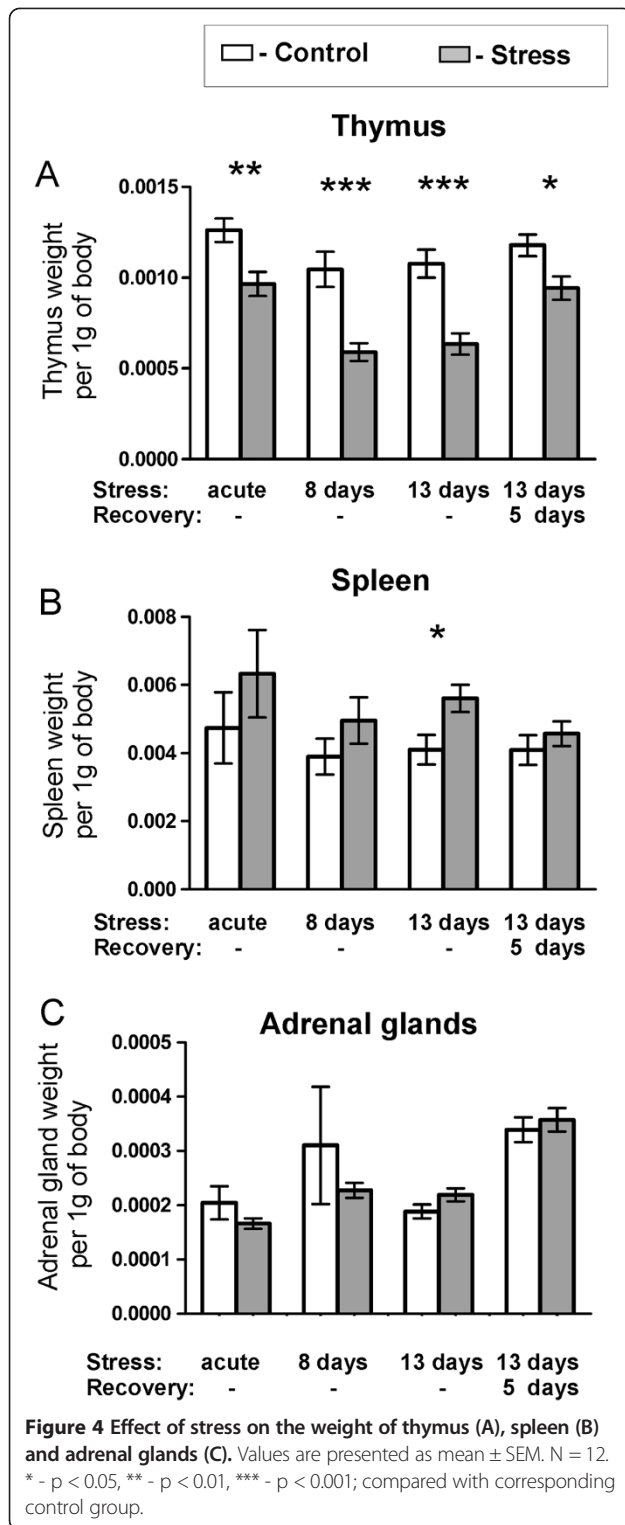 - Control - Stress
Thymus
A
** *** *** *
Thymus weight
per 1g of body
0.0015
0.0010
0.0005
0.0000
Stress: acute 8 days 13 days 13 days
Recovery: - - - 5 days
Spleen
B
*
Spleen weight
per 1g of body
0.008
0.006
0.004
0.002
0.000
Stress: acute 8 days 13 days 13 days
Recovery: - - - 5 days
C
Adrenal glands
Adrenal gland weight
per 1g of body
0.0005
0.0004
0.0003
0.0002
0.0001
0.0000
Stress: acute 8 days 13 days 13 days
Recovery: - - - 5 days
Figure 4 Effect of stress on the weight of thymus (A), spleen (B)
and adrenal glands (C). Values are presented as mean ± SEM. N = 12.
* - p < 0.05, ** - p < 0.01, *** - p < 0.001; compared with corresponding
control group.